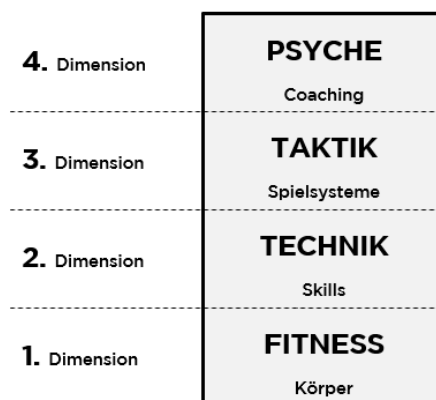 4. Dimension
PSYCHE
Coaching
3. Dimension
TAKTIK
Spielsysteme
2. Dimension
TECHNIK
Skills
1. Dimension
FITNESS
Körper